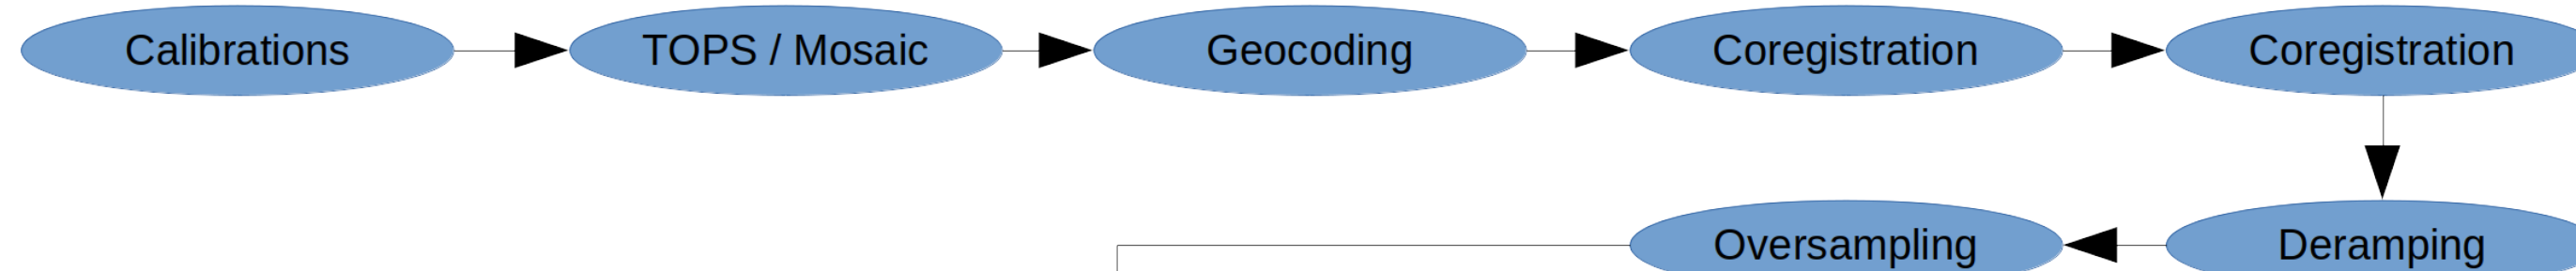 Calibrations
TOPS / Mosaic
Geocoding
Coregistration
Coregistration
Deramping
Oversampling